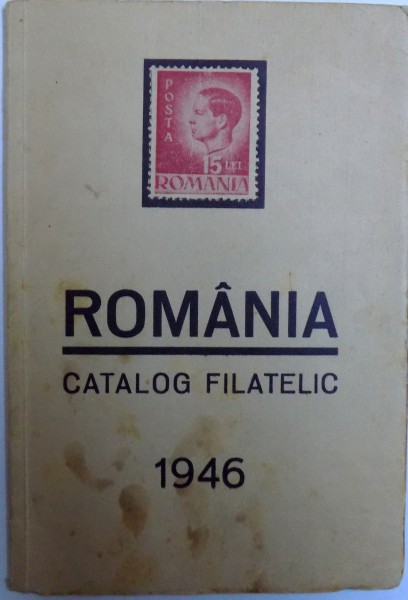 POSTA
15 LEI
ROMANIA
ROMÂNIA
CATALOG FILATELIC
1946